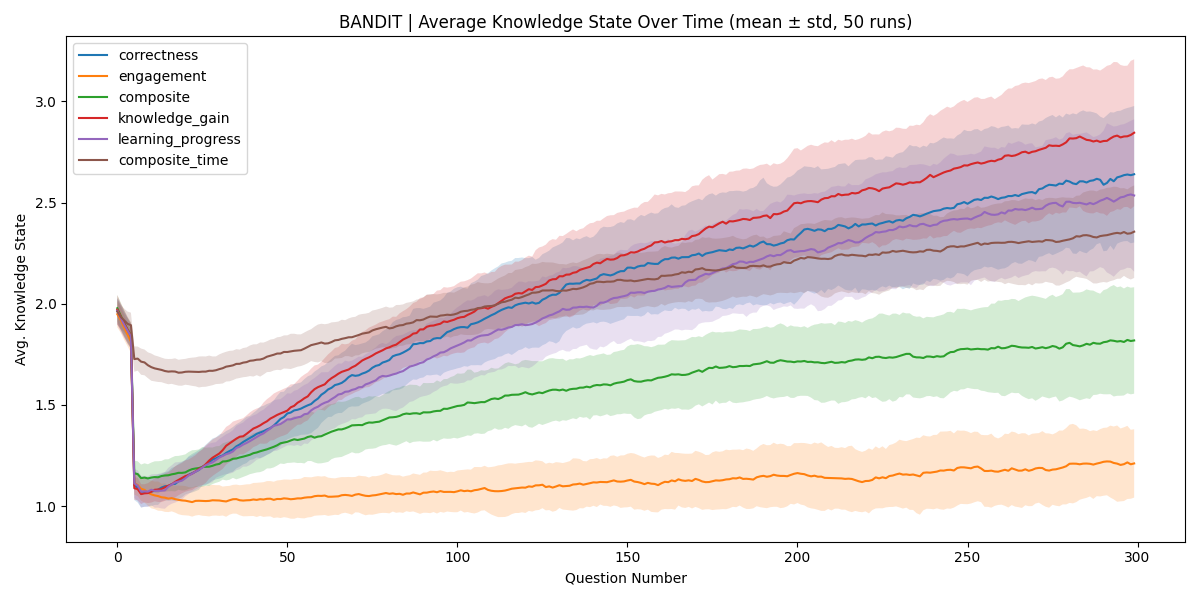 BANDIT | Average Knowledge State Over Time (mean ± std, 50 runs)
correctness
engagement
composite
knowledge_gain
learning_progress
composite_time
Avg. Knowledge State
3.0
2.5
2.0
1.5
1.0
0
50
100
150
200
250
300
Question Number